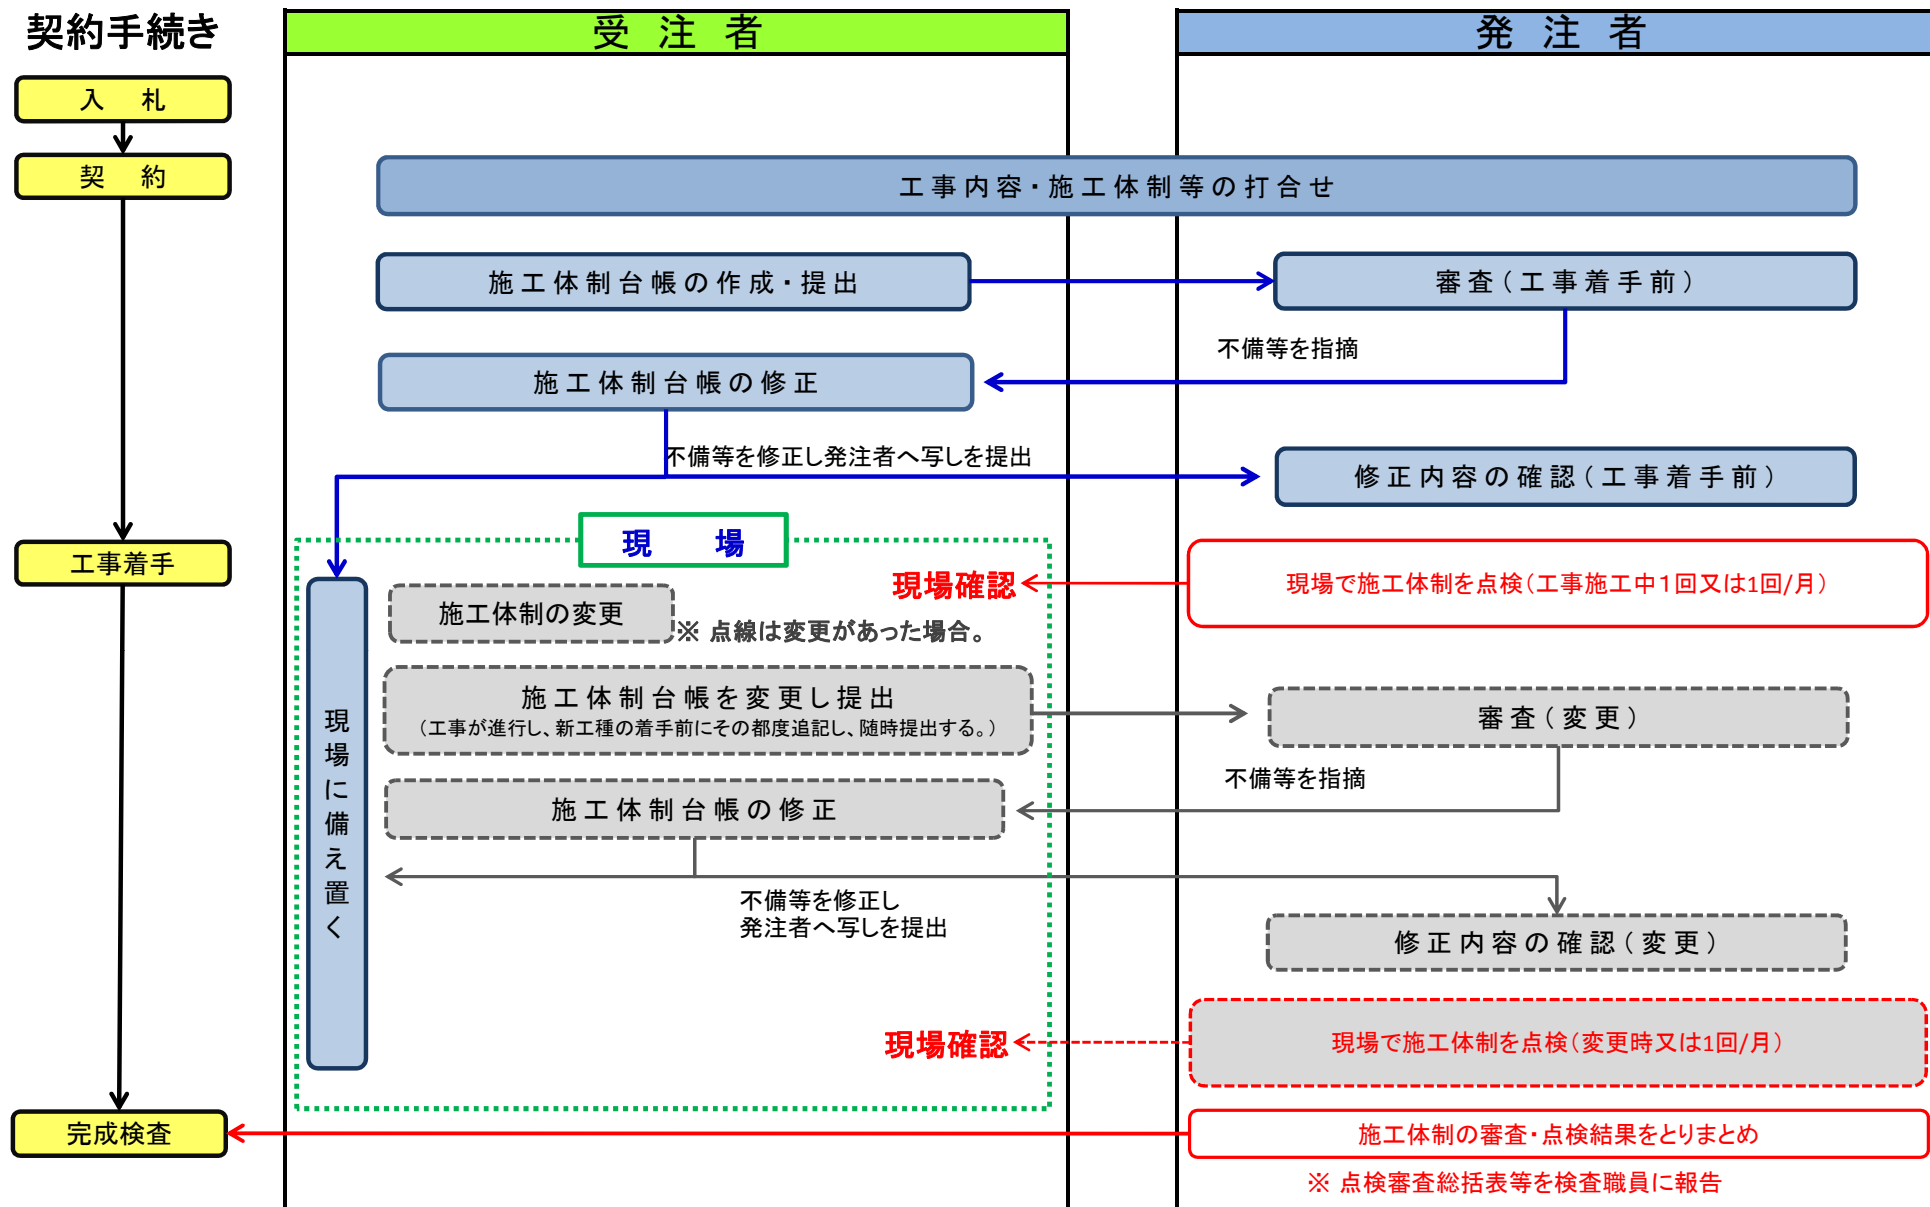 契約手続き
受注者
発注者
入札
契約
工事内容・施工体制等の打合せ
施工体制台帳の作成・提出
審査(工事着手前)
不備等を指摘
施工体制台帳の修正
不備等を修正し発注者へ写しを提出
修正内容の確認(工事着手前)
工事着手
現場
現場確認
現場で施工体制を点検(工事施工中1回又は1回/月)
施工体制の変更
※ 点線は変更があった場合。
施工体制台帳を変更し提出
(工事が進行し、新工種の着手前にその都度追記し、随時提出する。)
審査(変更)
不備等を指摘
施工体制台帳の修正
現場に備え置く
不備等を修正し
発注者へ写しを提出
修正内容の確認(変更)
現場確認
現場で施工体制を点検(変更時又は1回/月)
完成検査
施工体制の審査・点検結果をとりまとめ
※ 点検審査総括表等を検査職員に報告